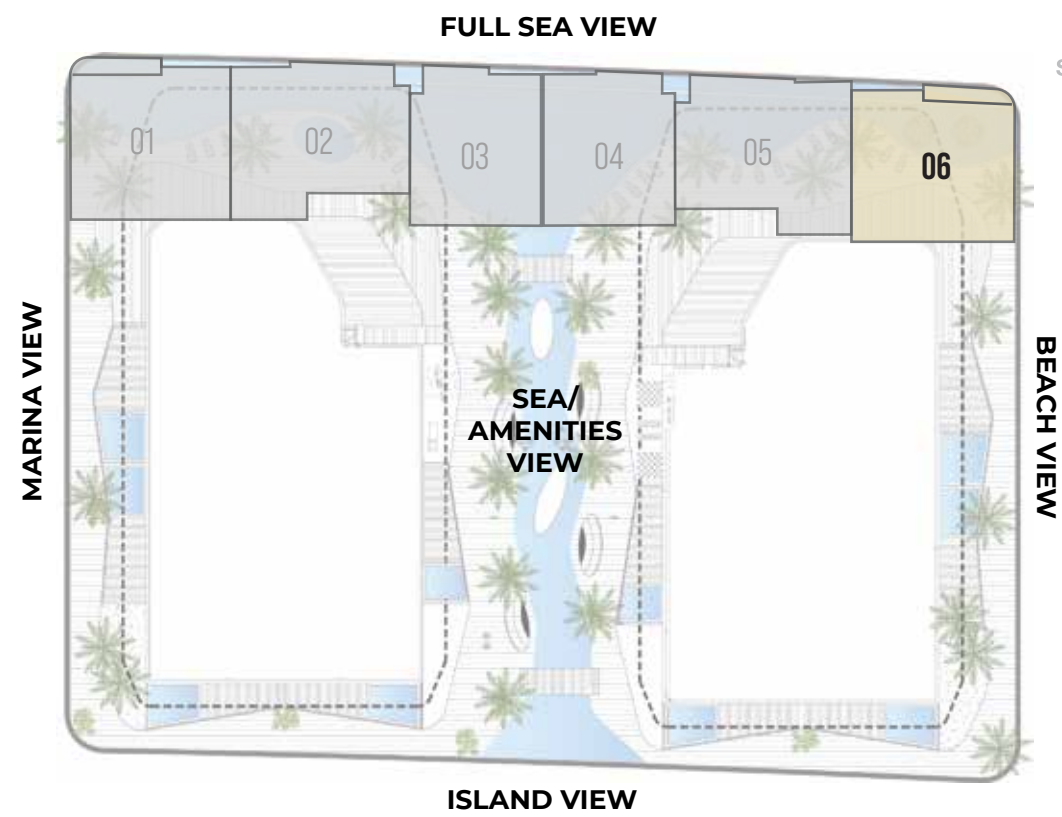 FULL SEA VIEW
S
01
02
03
04
05
06
MARINA VIEW
SEA/
AMENITIES
VIEW
BEACH VIEW
ISLAND VIEW